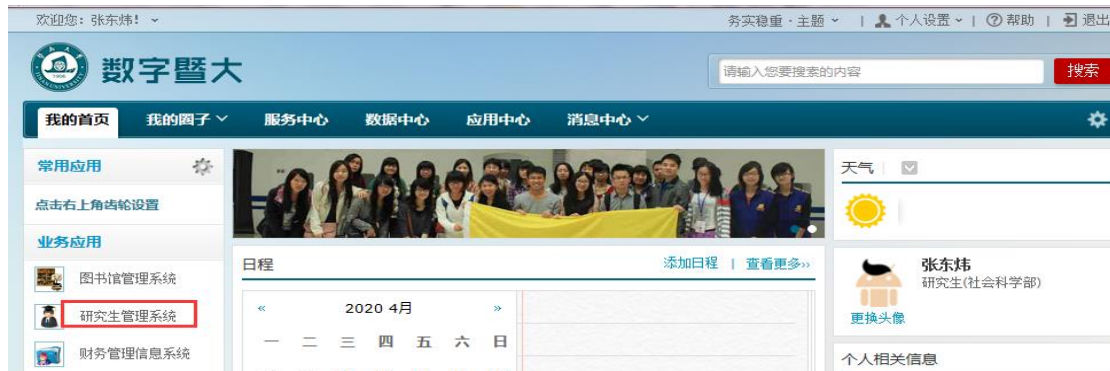 欢迎您：张东炜！
务实稳重·主题 | 个人设置 | 帮助 | 退出
数字暨大
请输入您要搜索的内容
搜索
我的首页 我的圈子 服务中心 数据中心 应用中心 消息中心
常用应用
点击右上角齿轮设置
业务应用
图书馆管理系统
研究生管理系统
财务管理信息系统
日程
添加日程 | 查看更多»
« 2020 4月 »
一 二 三 四 五 六 日
天气
张东炜
研究生(社会科学部)
更换头像
个人相关信息